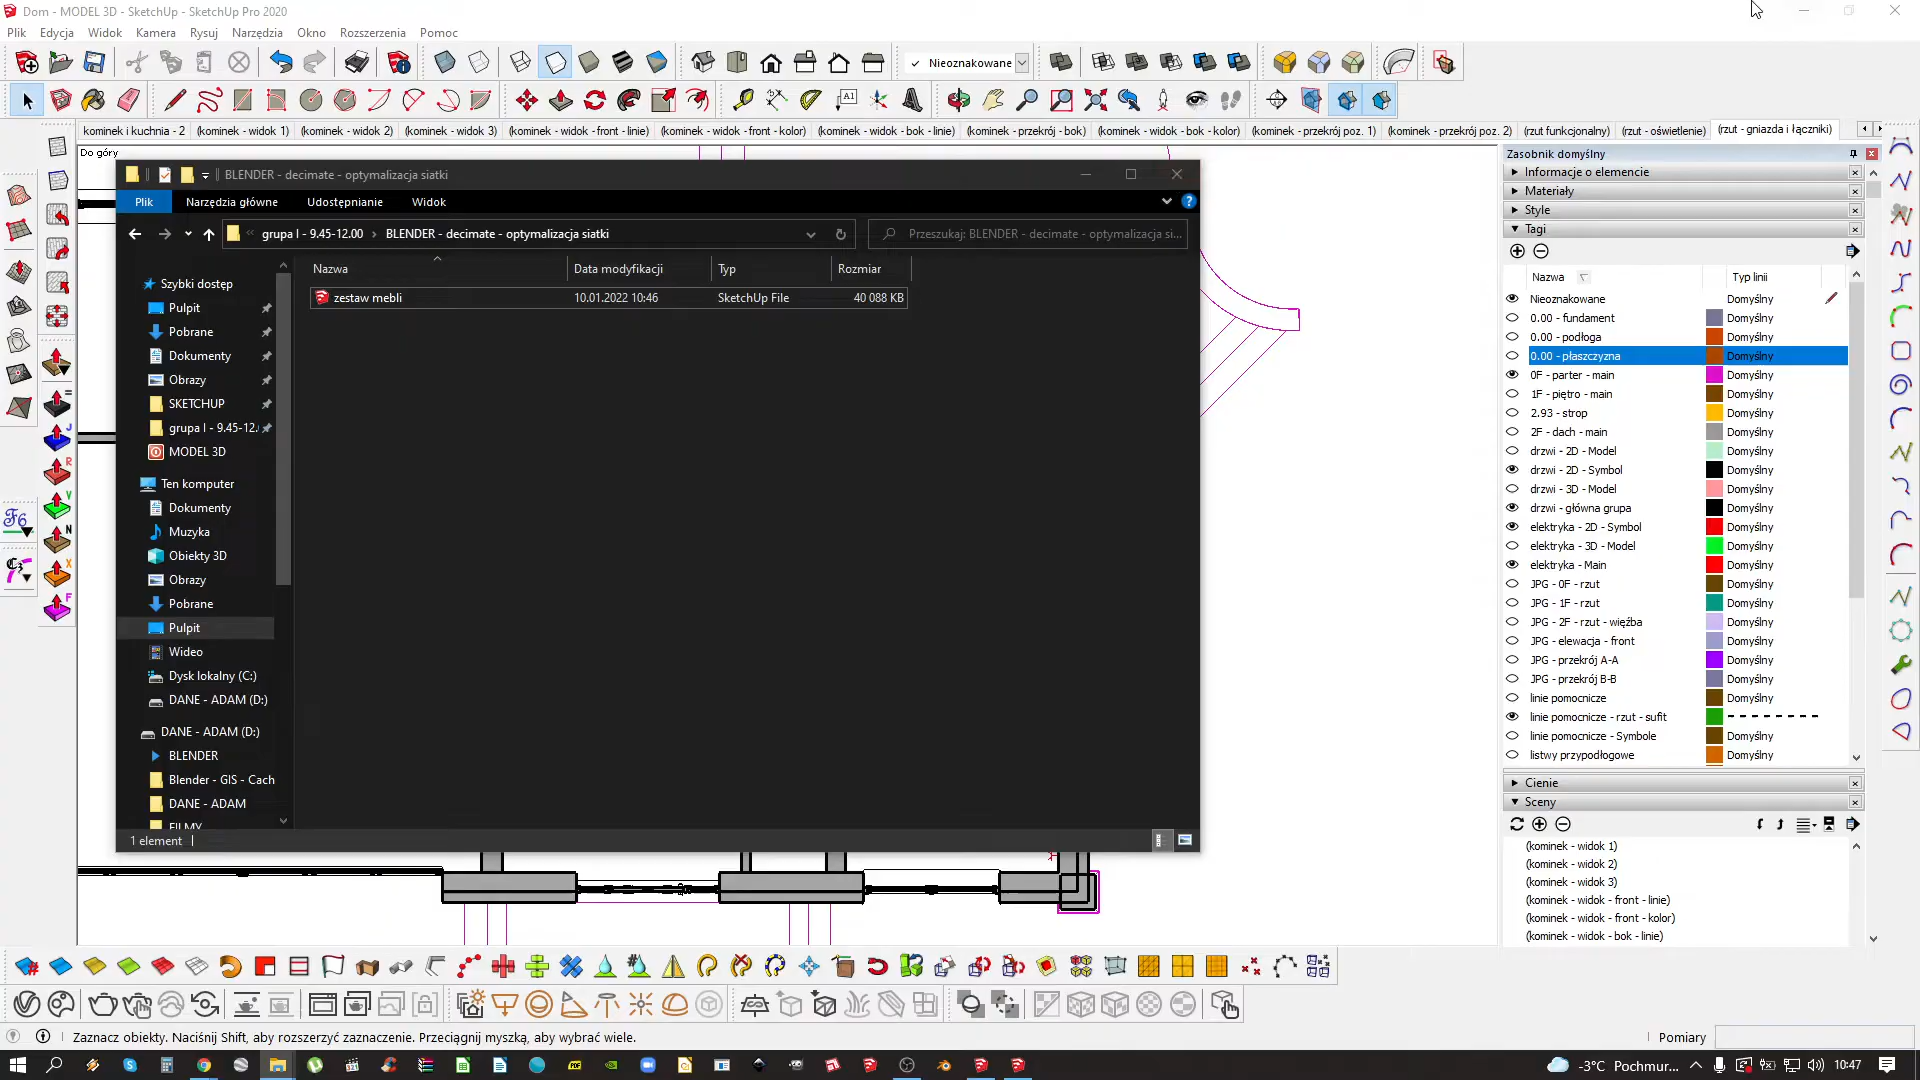 Dom - MODEL 3D - SketchUp - SketchUp Pro 2020
Plik Edycja Widok Kamera Rysuj Narzędzia Okno Rozszerzenia Pomoc
Nieoznakowane
A1
kominek i kuchnia - 2 (kominek - widok 1) (kominek - widok 2) (kominek - widok 3) (kominek - widok - front - linie) (kominek - widok - front - kolor) (kominek - widok - bok - linie) (kominek - przekrój - bok) (kominek - widok - bok - kolor) (kominek - przekrój poz. 1) (kominek - przekrój poz. 2) (rzut funkcjonalny) (rzut - oświetlenie) (rzut - gniazda i łączniki)
Do góry
BLENDER - decimate - optymalizacja siatki
Plik Narzędzia główne Udostępnianie Widok
grupa I - 9.45-12.00 BLENDER - decimate - optymalizacja siatki Przeszukaj: BLENDER - decimate - optymalizacja si...
Nazwa Data modyfikacji Typ Rozmiar
zestaw mebli 10.01.2022 10:46 SketchUp File 40 088 KB
Szybki dostęp
Pulpit
Pobrane
Dokumenty
Obrazy
SKETCHUP
grupa I - 9.45-12.
MODEL 3D
Ten komputer
Dokumenty
Muzyka
Obiekty 3D
Obrazy
Pobrane
Pulpit
Wideo
Dysk lokalny (C:)
DANE - ADAM (D:)
DANE - ADAM (D:)
BLENDER
Blender - GIS - Cach
DANE - ADAM
FILMY
1 element
J
R
V
N
X
F
Zasobnik domyślny
Informacje o elemencie
Materiały
Style
Tagi
Nazwa Typ linii
Nieoznakowane Domyślny
0.00 - fundament Domyślny
0.00 - podłoga Domyślny
0.00 - płaszczyzna Domyślny
0F - parter - main Domyślny
1F - piętro - main Domyślny
2.93 - strop Domyślny
2F - dach - main Domyślny
drzwi - 2D - Model Domyślny
drzwi - 2D - Symbol Domyślny
drzwi - 3D - Model Domyślny
drzwi - główna grupa Domyślny
elektryka - 2D - Symbol Domyślny
elektryka - 3D - Model Domyślny
elektryka - Main Domyślny
JPG - 0F - rzut Domyślny
JPG - 1F - rzut Domyślny
JPG - 2F - rzut - więźba Domyślny
JPG - elewacja - front Domyślny
JPG - przekrój A-A Domyślny
JPG - przekrój B-B Domyślny
linie pomocnicze Domyślny
linie pomocnicze - rzut - sufit
linie pomocnicze - Symbole Domyślny
listwy przypodłogowe Domyślny
Cienie
Sceny
(kominek - widok 1)
(kominek - widok 2)
(kominek - widok 3)
(kominek - widok - front - linie)
(kominek - widok - front - kolor)
(kominek - widok - bok - linie)
Zaznacz obiekty. Naciśnij Shift, aby rozszerzyć zaznaczenie. Przeciągnij myszką, aby wybrać wiele.
Pomiary
-3°C Pochmur... 10:47